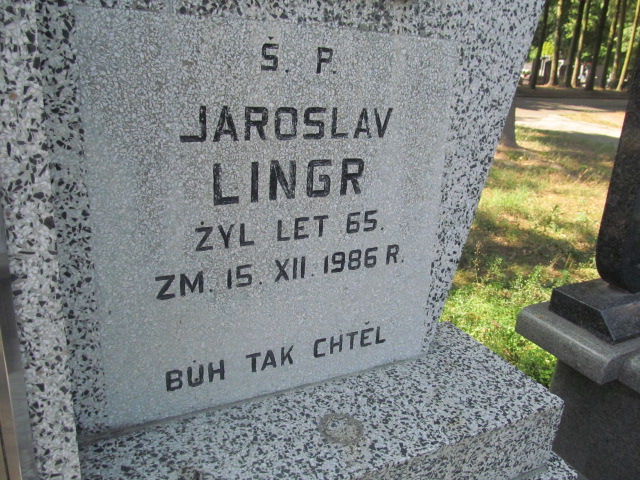 Š. P.
JAROSLAV
LINGR
ŻYL LET 65.
ZM. 15. XII. 1986 R.
BŮH TAK CHTĚL